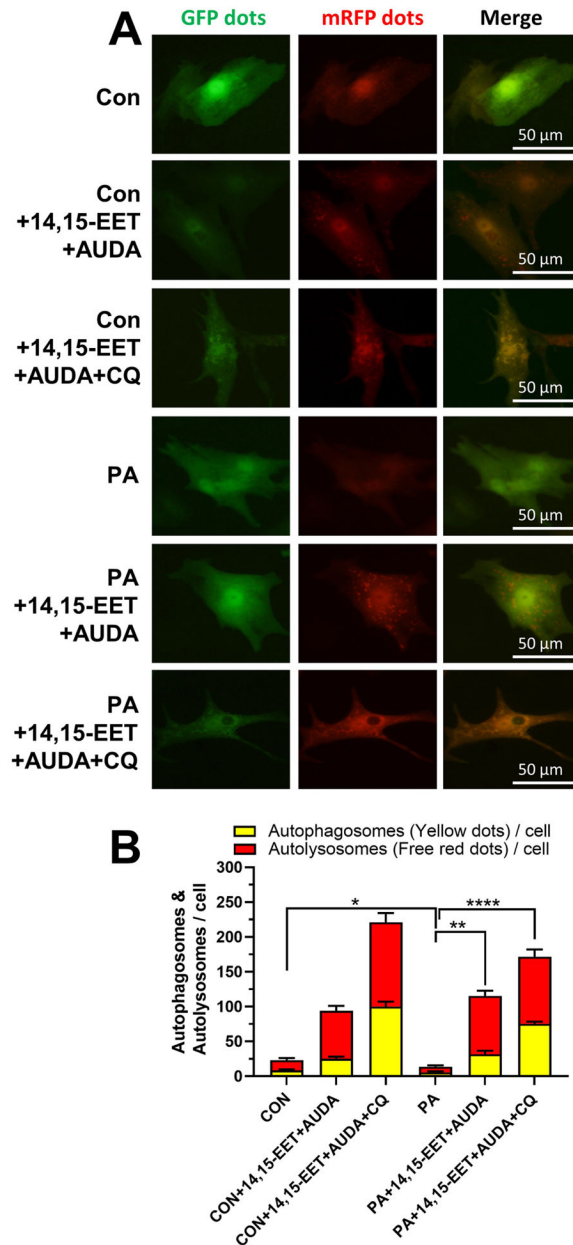 A
GFP dots
mRFP dots
Merge
Con
50 µm
Con
+14,15-EET
+AUDA
50 µm
Con
+14,15-EET
+AUDA+CQ
50 µm
PA
50 µm
PA
+14,15-EET
+AUDA
50 µm
PA
+14,15-EET
+AUDA+CQ
50 µm
B
Autophagosomes (Yellow dots) / cell
Autolysosomes (Free red dots) / cell
Autophagosomes &
Autolysosomes / cell
300
250
200
150
100
50
0
*
**
****
CON
CON+14,15-EET+AUDA
CON+14,15-EET+AUDA+CQ
PA
PA+14,15-EET+AUDA
PA+14,15-EET+AUDA+CQ